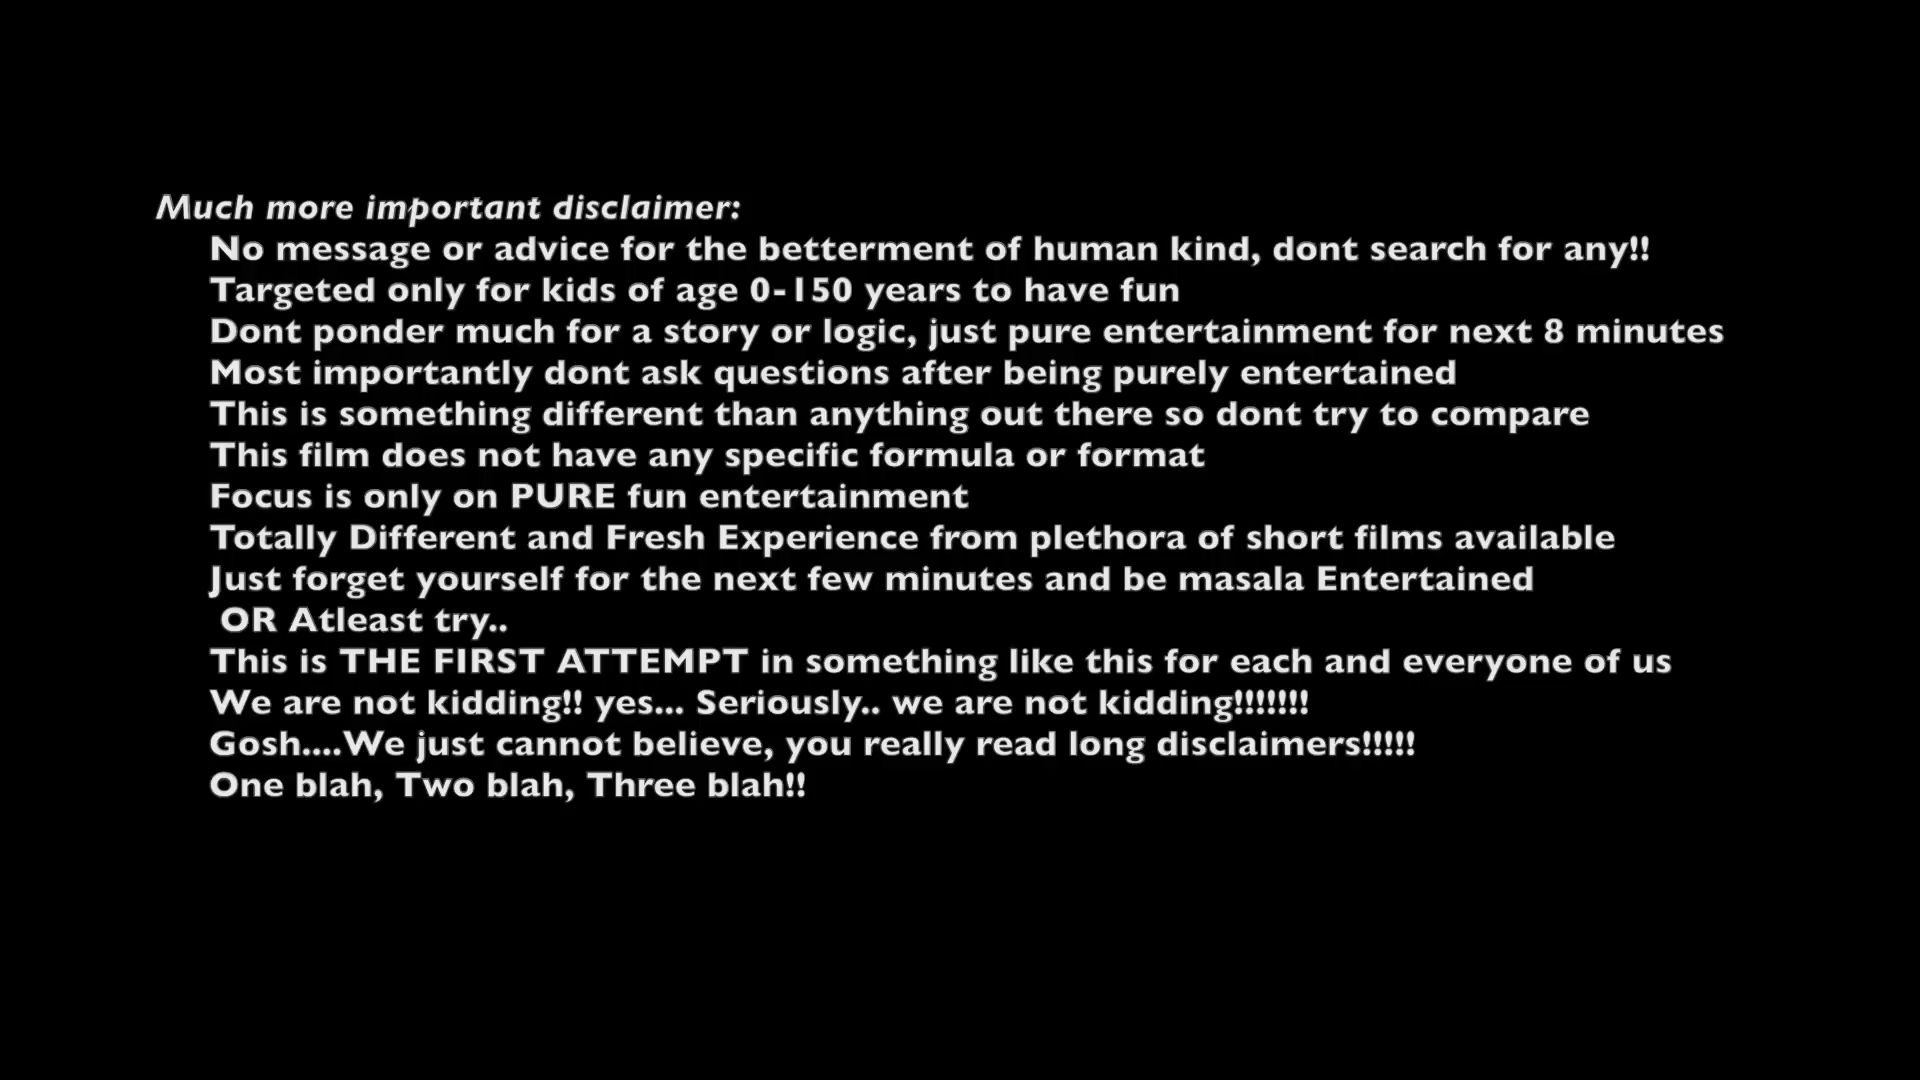 Much more important disclaimer:
No message or advice for the betterment of human kind, dont search for any!!
Targeted only for kids of age 0-150 years to have fun
Dont ponder much for a story or logic, just pure entertainment for next 8 minutes
Most importantly dont ask questions after being purely entertained
This is something different than anything out there so dont try to compare
This film does not have any specific formula or format
Focus is only on PURE fun entertainment
Totally Different and Fresh Experience from plethora of short films available
Just forget yourself for the next few minutes and be masala Entertained
OR Atleast try..
This is THE FIRST ATTEMPT in something like this for each and everyone of us
We are not kidding!! yes... Seriously.. we are not kidding!!!!!!!
Gosh....We just cannot believe, you really read long disclaimers!!!!!
One blah, Two blah, Three blah!!